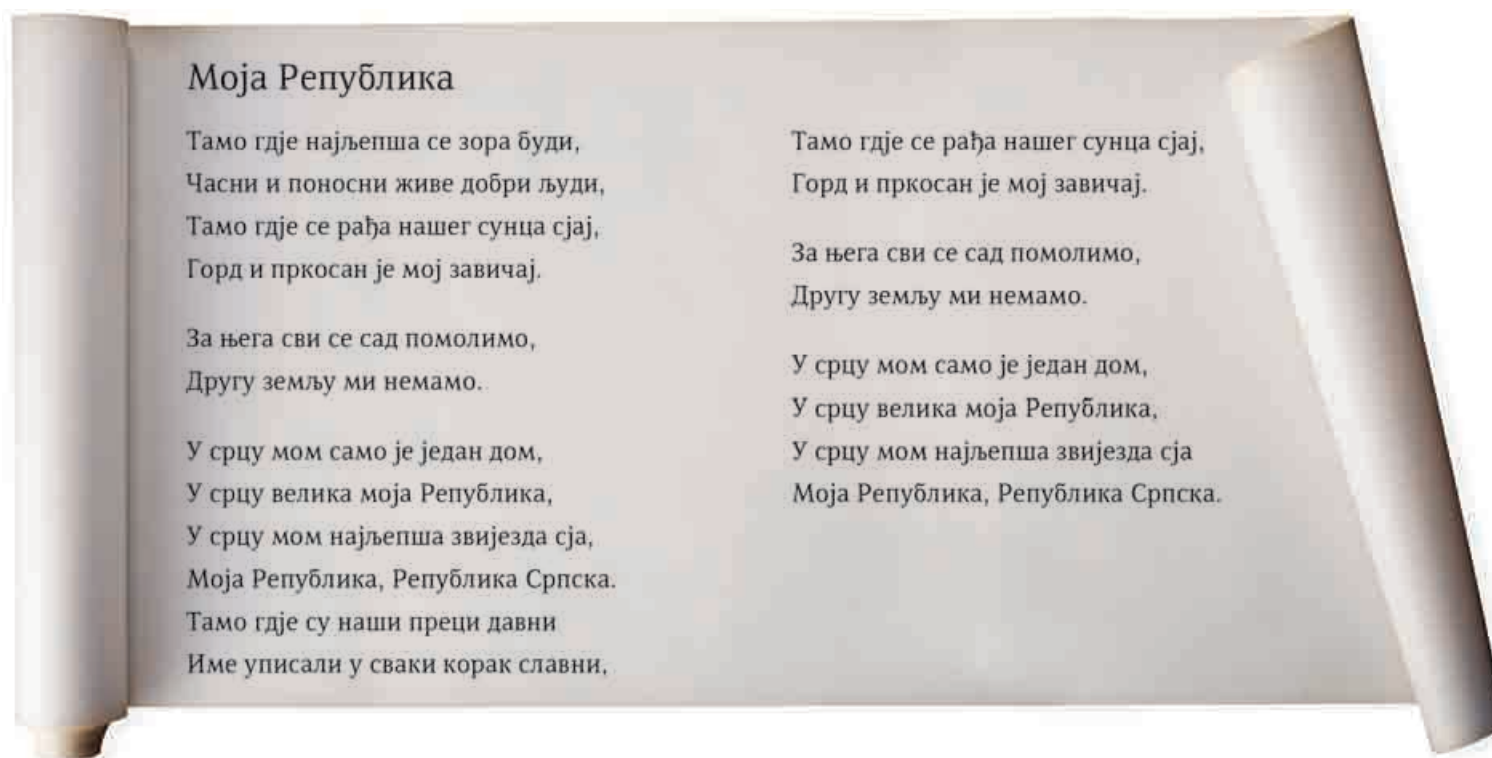 Моја Република
Тамо гдје најљепша се зора буди,
Часни и поносни живе добри људи,
Тамо гдје се рађа нашег сунца сјај,
Горд и пркосан је мој завичај.
За њега сви се сад помолимо,
Другу земљу ми немамо.
У срцу мом само је један дом,
У срцу велика моја Република,
У срцу мом најљепша звијезда сја,
Моја Република, Република Српска.
Тамо гдје су наши преци давни
Име уписали у сваки корак славни,
Тамо гдје се рађа нашег сунца сјај,
Горд и пркосан је мој завичај.
За њега сви се сад помолимо,
Другу земљу ми немамо.
У срцу мом само је један дом,
У срцу велика моја Република,
У срцу мом најљепша звијезда сја
Моја Република, Република Српска.